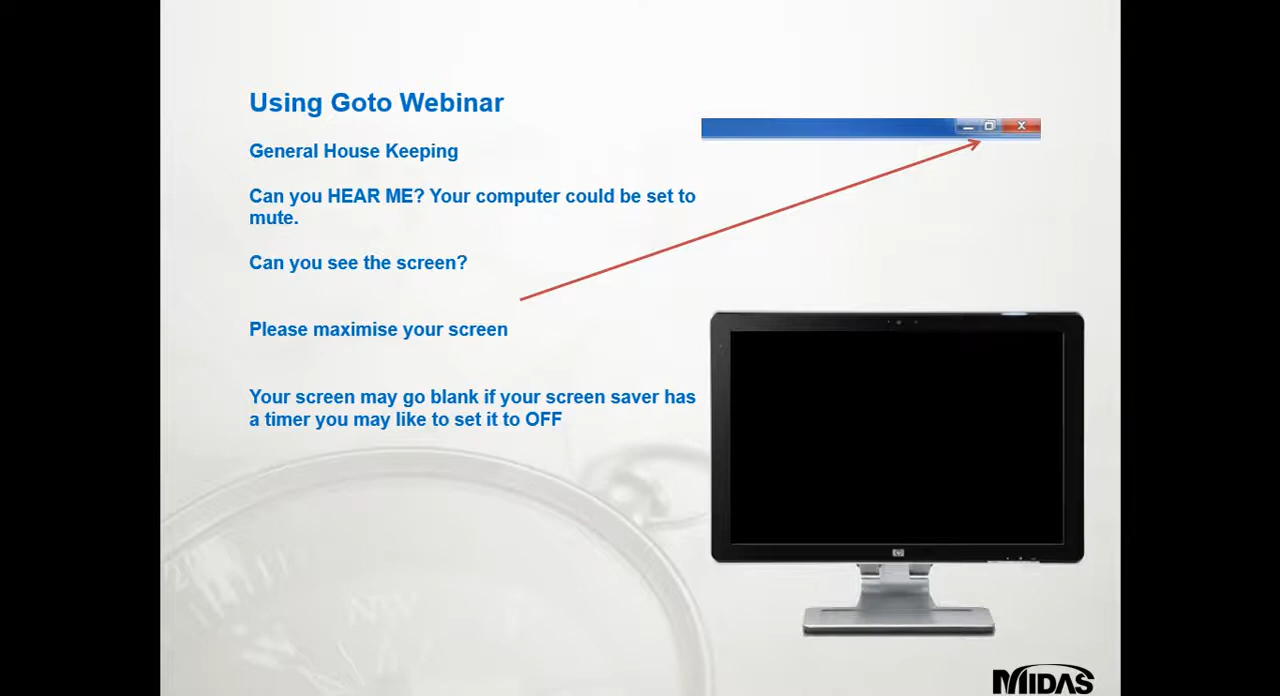 Using Goto Webinar
General House Keeping
Can you HEAR ME? Your computer could be set to
mute.
Can you see the screen?
Please maximise your screen
Your screen may go blank if your screen saver has
a timer you may like to set it to OFF
NW
hp
MIDAS